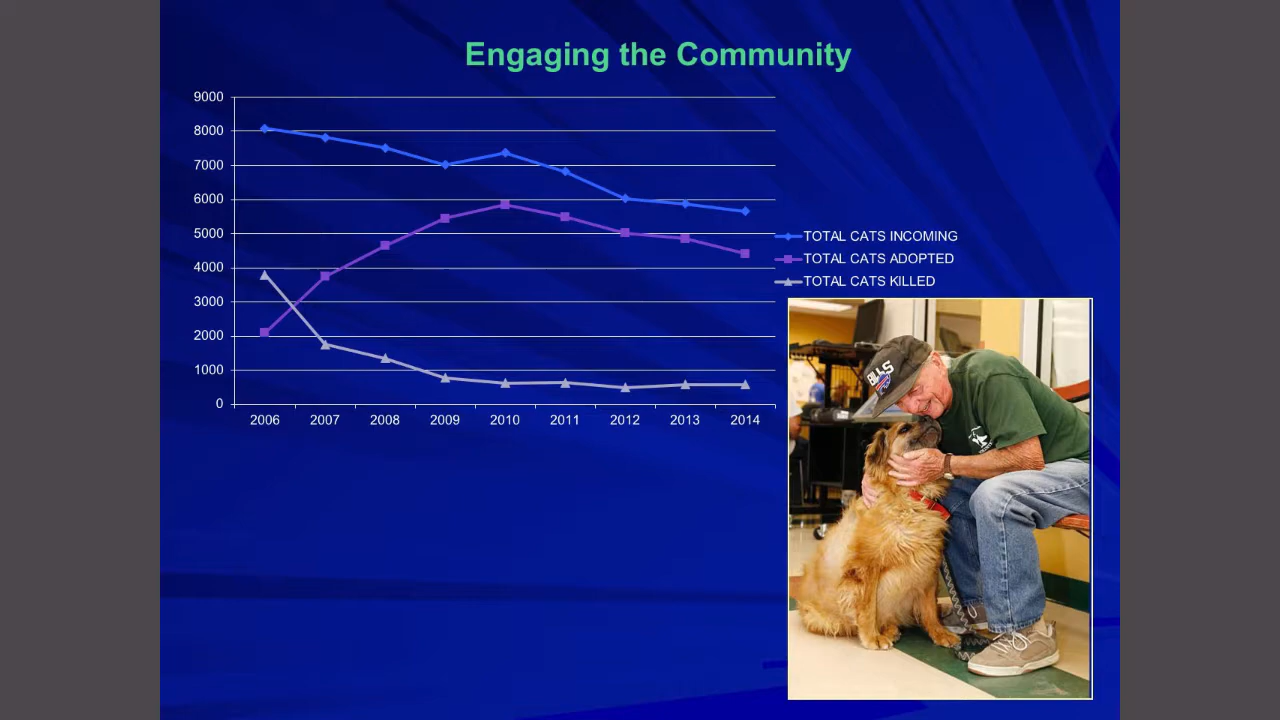 Engaging the Community
9000
8000
7000
6000
5000
4000
3000
2000
1000
0
2006 2007 2008 2009 2010 2011 2012 2013 2014
TOTAL CATS INCOMING
TOTAL CATS ADOPTED
TOTAL CATS KILLED
BILLS